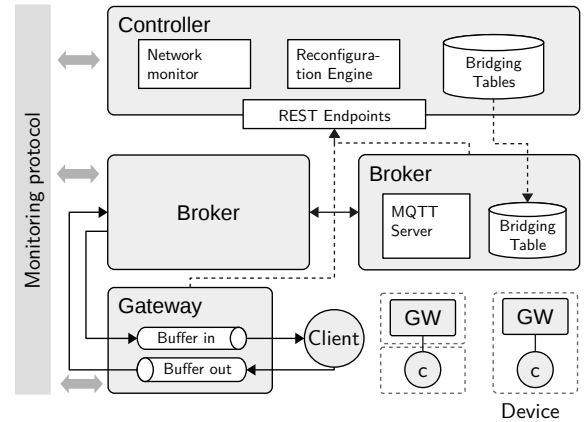 Monitoring protocol
Controller
Network
monitor
Reconfigura-
tion Engine
Bridging
Tables
REST Endpoints
Broker
Broker
MQTT
Server
Bridging
Table
Gateway
Buffer in
Buffer out
Client
GW
c
GW
c
Device